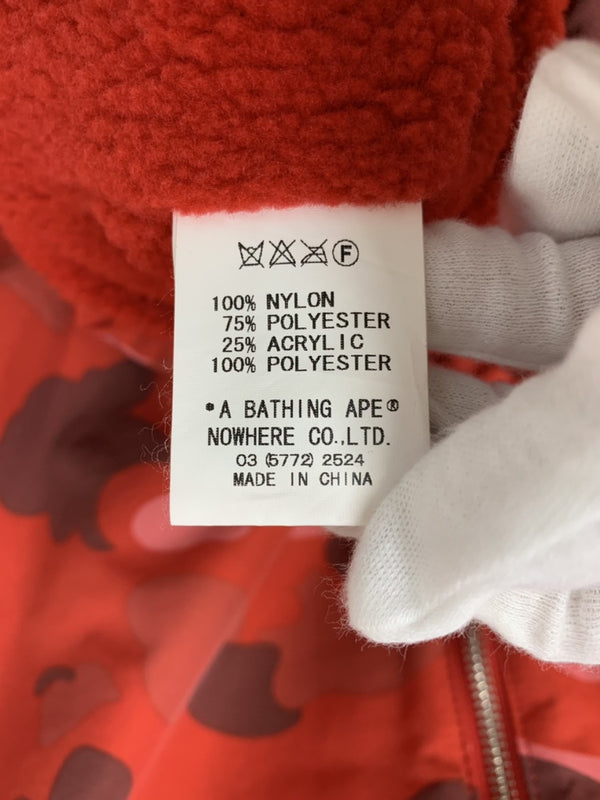 F
100% NYLON
75% POLYESTER
25% ACRYLIC
100% POLYESTER
*A BATHING APE®
NOWHERE CO.,LTD.
03 (5772) 2524
MADE IN CHINA